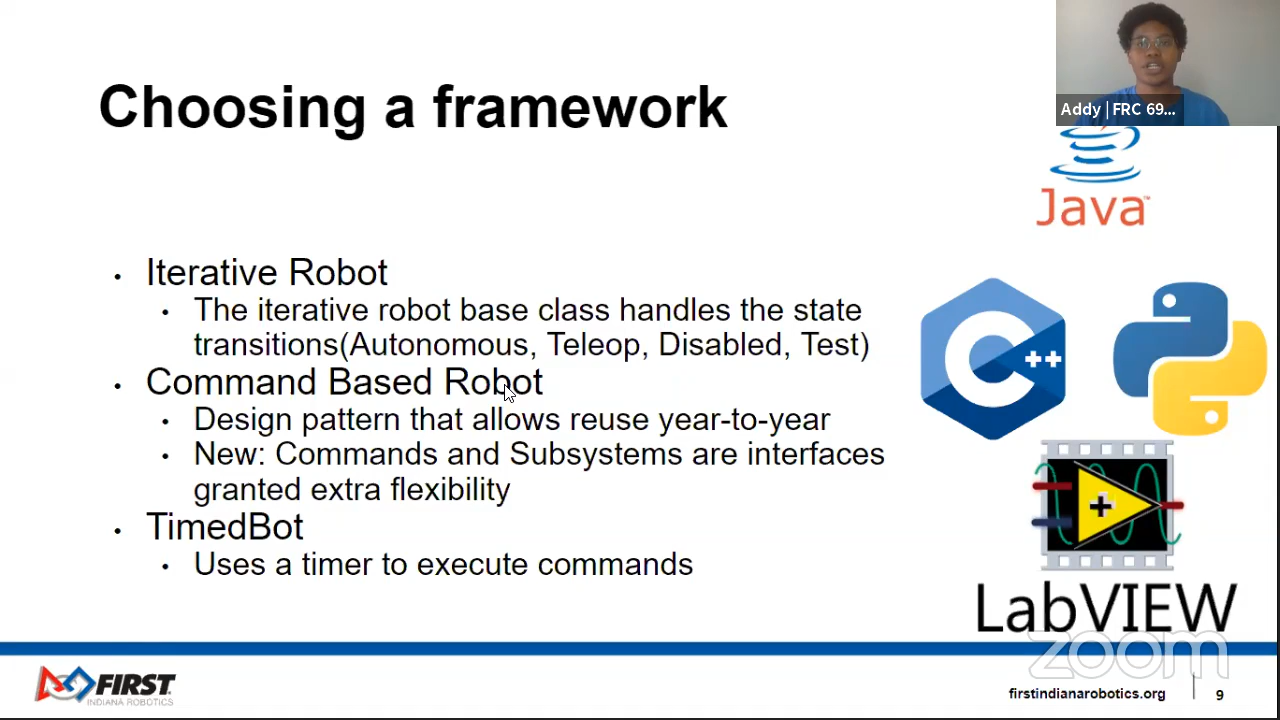 Choosing a framework
Addy | FRC 69...
Java™
• Iterative Robot
• The iterative robot base class handles the state
transitions(Autonomous, Teleop, Disabled, Test)
• Command Based Robot
• Design pattern that allows reuse year-to-year
• New: Commands and Subsystems are interfaces
granted extra flexibility
• TimedBot
• Uses a timer to execute commands
C++
LabVIEW
zoom
FIRST
INDIANA ROBOTICS
firstindianarobotics.org
9